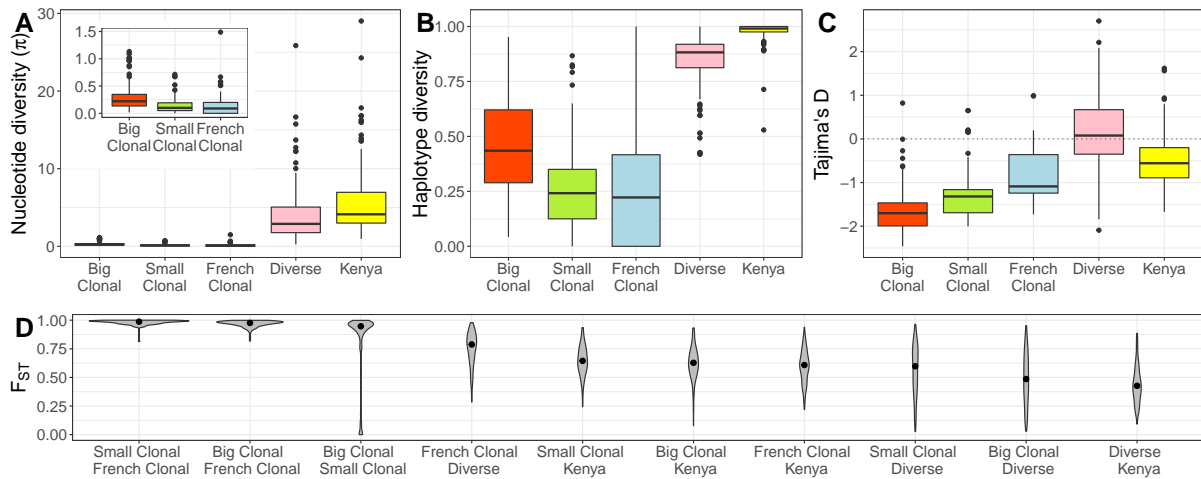 A
Nucleotide diversity (π)
30
20
10
0
1.5
1.0
0.5
0.0
Big Clonal
Small Clonal
French Clonal
Big Clonal
Small Clonal
French Clonal
Diverse
Kenya
B
Haplotype diversity
1.00
0.75
0.50
0.25
0.00
Big Clonal
Small Clonal
French Clonal
Diverse
Kenya
C
Tajima's D
2
1
0
−1
−2
Big Clonal
Small Clonal
French Clonal
Diverse
Kenya
D
FST
1.00
0.75
0.50
0.25
0.00
Small Clonal
French Clonal
Big Clonal
French Clonal
Big Clonal
Small Clonal
French Clonal
Diverse
Small Clonal
Kenya
Big Clonal
Kenya
French Clonal
Kenya
Small Clonal
Diverse
Big Clonal
Diverse
Diverse
Kenya